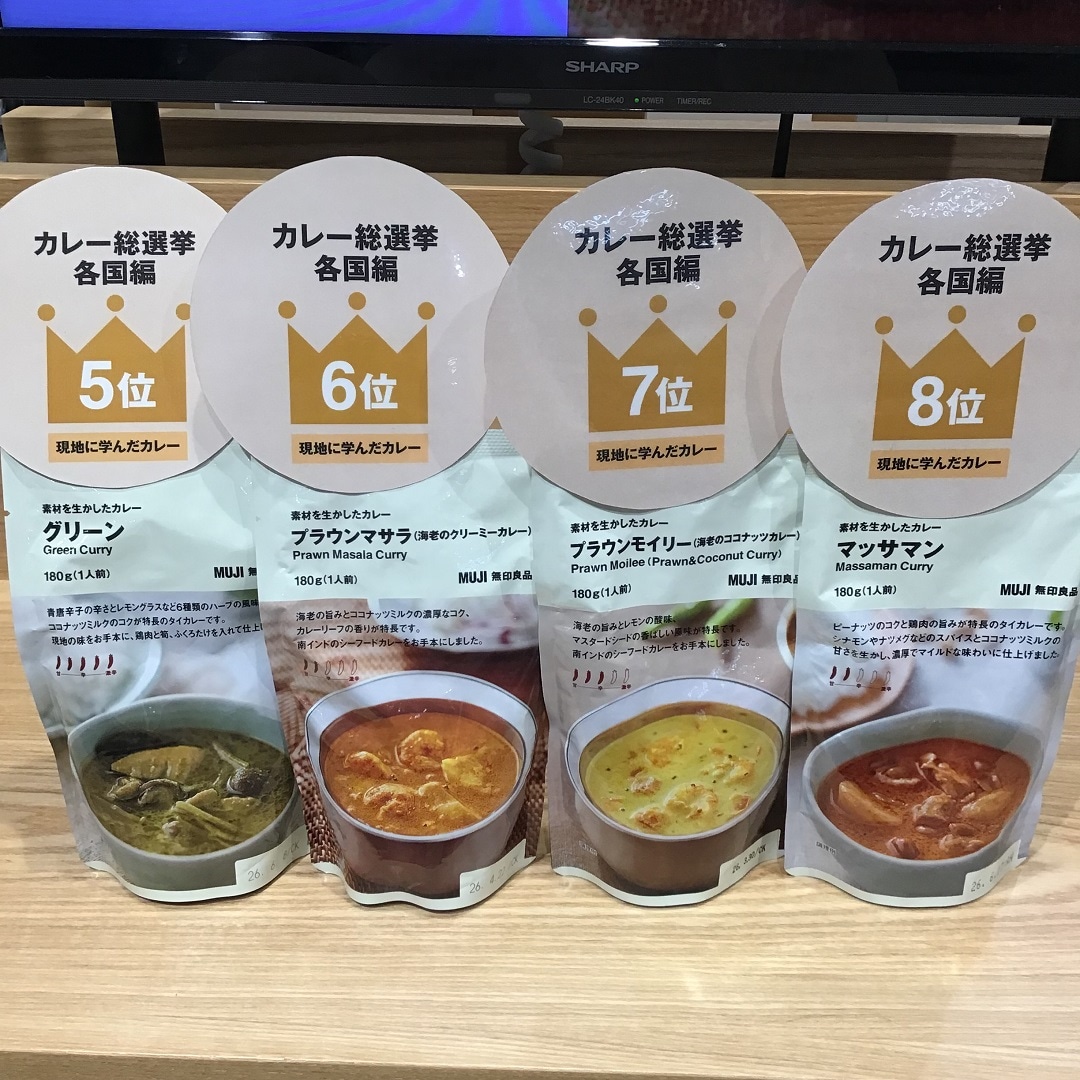 SHARP
LC-24BK40 POWER TIMER/REC
カレー総選挙
各国編
5位
現地に学んだカレー
素材を生かしたカレー
グリーン
Green Curry
180g(1人前)
MUJI 無
青唐辛子の辛さとレモングラスなど6種類のハーブの風味
ココナッツミルクのコクが特長のタイカレーです。
現地の味をお手本に、鶏肉と筍、ふくろたけを入れて仕上げ
カレー総選挙
各国編
6位
現地に学んだカレー
素材を生かしたカレー
プラウンマサラ(海老のクリーミーカレー)
Prawn Masala Curry
180g(1人前)
MUJI 無印良品
海老の旨みとココナッツミルクの濃厚なコク、
カレーリーフの香りが特長です。
南インドのシーフードカレーをお手本にしました。
カレー総選挙
各国編
7位
現地に学んだカレー
素材を生かしたカレー
プラウンモイリー(海老のココナッツカレー)
Prawn Moilee (Prawn&Coconut Curry)
180g(1人前)
MUJI 無印良品
海老の旨みとレモンの酸味、
マスタードシードの香ばしい風味が特長です。
南インドのシーフードカレーをお手本にしました。
26. 3.30/CK
カレー総選挙
各国編
8位
現地に学んだカレー
素材を生かしたカレー
マッサマン
Massaman Curry
180g(1人前)
MUJI 無印良品
ピーナッツのコクと鶏肉の旨みが特長のタイカレーです。
シナモンやナツメグなどのスパイスとココナッツミルクの
甘さを生かし、濃厚でマイルドな味わいに仕上げました。